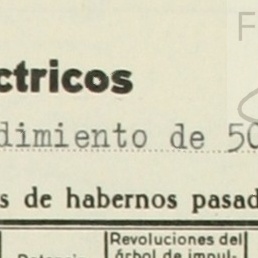 ctricos
dimiento de 50
s de habernos pasad
Revoluciones del
árbol de impul-